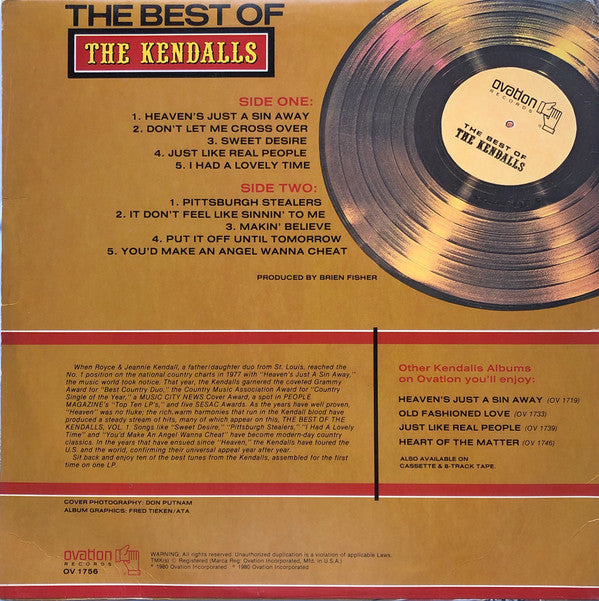 THE BEST OF
THE KENDALLS
SIDE ONE:
1. HEAVEN'S JUST A SIN AWAY
2. DON'T LET ME CROSS OVER
3. SWEET DESIRE
4. JUST LIKE REAL PEOPLE
5. I HAD A LOVELY TIME
SIDE TWO:
1. PITTSBURGH STEALERS
2. IT DON'T FEEL LIKE SINNIN' TO ME
3. MAKIN' BELIEVE
4. PUT IT OFF UNTIL TOMORROW
5. YOU'D MAKE AN ANGEL WANNA CHEAT
PRODUCED BY BRIEN FISHER
ovation
RECORDS
THE BEST OF
THE KENDALLS
When Royce & Jeannie Kendall, a father/daughter duo from St. Louis, reached the
No. 1 position on the national country charts in 1977 with "Heaven's Just A Sin Away,"
the music world took notice. That year, the Kendalls garnered the coveted Grammy
Award for "Best Country Duo," the Country Music Association Award for "Country
Single of the Year," a MUSIC CITY NEWS Cover Award, a spot in PEOPLE
MAGAZINE's "Top Ten LP's," and five SESAC Awards. As the years have well proven,
"Heaven" was no fluke; the rich, warm harmonies that run in the Kendall blood have
produced a steady stream of hits, many of which appear on this, THE BEST OF THE
KENDALLS, VOL. 1. Songs like "Sweet Desire," "Pittsburgh Stealers," "I Had A Lovely
Time" and "You'd Make An Angel Wanna Cheat" have become modern-day country
classics. In the years that have ensued since "Heaven," the Kendalls have toured the
U.S. and the world, confirming their universal appeal year after year.
Sit back and enjoy ten of the best tunes from the Kendalls, assembled for the first
time on one LP.
Other Kendalls Albums
on Ovation you'll enjoy:
HEAVEN'S JUST A SIN AWAY (OV 1719)
OLD FASHIONED LOVE (OV 1733)
JUST LIKE REAL PEOPLE (OV 1739)
HEART OF THE MATTER (OV 1746)
ALSO AVAILABLE ON
CASSETTE & 8-TRACK TAPE.
COVER PHOTOGRAPHY: DON PUTNAM
ALBUM GRAPHICS: FRED TIEKEN/ATA
ovation
RECORDS
OV 1756
WARNING: All rights reserved. Unauthorized duplication is a violation of applicable Laws.
TMK(s) ® Registered (Marca Reg: Ovation Incorporated, Mfd. in U.S.A.)
℗ 1980 Ovation Incorporated © 1980 Ovation Incorporated